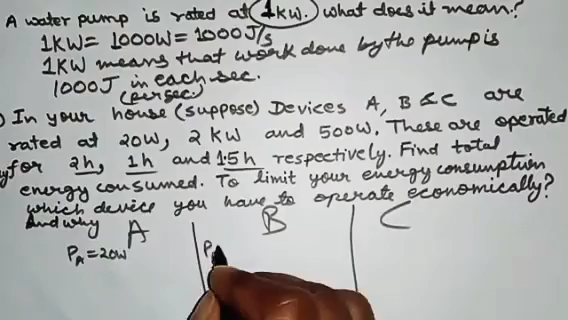 A water pump is rated at 1KW. what does it mean?
1KW = 1000W = 1000J/s
1KW means that work done by the pump is
1000J in each sec.
(per sec.)
) In your house (suppose) Devices A, B & C are
rated at 20W, 2 KW and 500W. These are operated
for 2h, 1h and 15h respectively. Find total
energy consumed. To limit your energy consumption
which device you have to operate economically?
And why
A B C
PA = 20W P